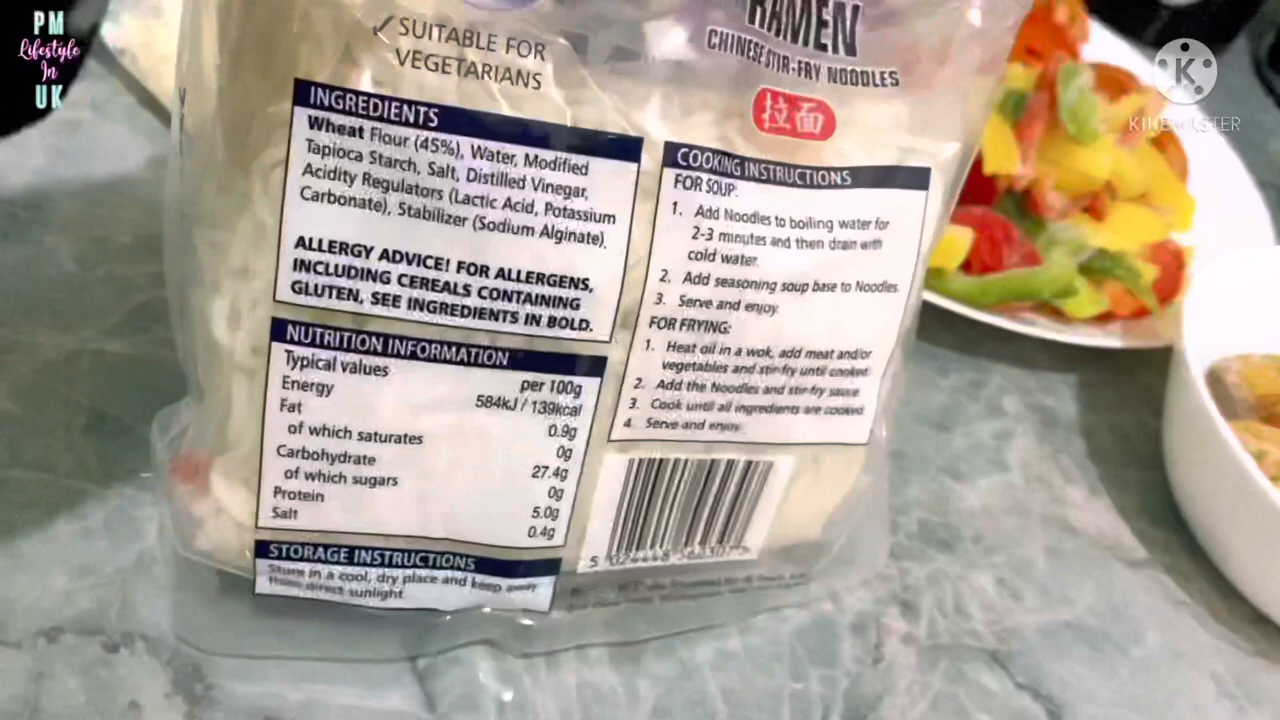 PM
Lifestyle
In
UK
KINEMASTER
✓ SUITABLE FOR
VEGETARIANS
RAMEN
CHINESE STIR-FRY NOODLES
拉面
INGREDIENTS
Wheat Flour (45%), Water, Modified
Tapioca Starch, Salt, Distilled Vinegar,
Acidity Regulators (Lactic Acid, Potassium
Carbonate), Stabilizer (Sodium Alginate).
ALLERGY ADVICE! FOR ALLERGENS,
INCLUDING CEREALS CONTAINING
GLUTEN, SEE INGREDIENTS IN BOLD.
NUTRITION INFORMATION
Typical values per 100g
Energy 584kJ / 139kcal
Fat 0.9g
of which saturates 0g
Carbohydrate 27.4g
of which sugars 0g
Protein 5.0g
Salt 0.4g
STORAGE INSTRUCTIONS
Store in a cool, dry place and keep away
from direct sunlight
COOKING INSTRUCTIONS
FOR SOUP:
1. Add Noodles to boiling water for
2-3 minutes and then drain with
cold water.
2. Add seasoning soup base to Noodles.
3. Serve and enjoy
FOR FRYING:
1. Heat oil in a wok, add meat and/or
vegetables and stir-fry until cooked
2. Add the Noodles and stir-fry sauce
3. Cook until all ingredients are cooked
4. Serve and enjoy